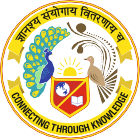 ज्ञानस्य संयोगाय वितरणाय च
CONNECTING THROUGH KNOWLEDGE